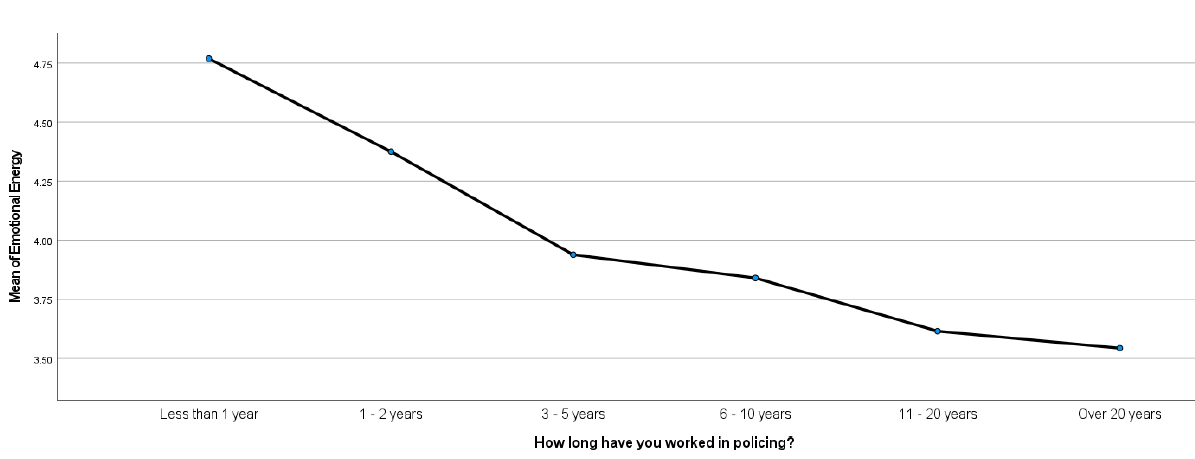 Mean of Emotional Energy
4.75
4.50
4.25
4.00
3.75
3.50
Less than 1 year
1 - 2 years
3 - 5 years
6 - 10 years
11 - 20 years
Over 20 years
How long have you worked in policing?